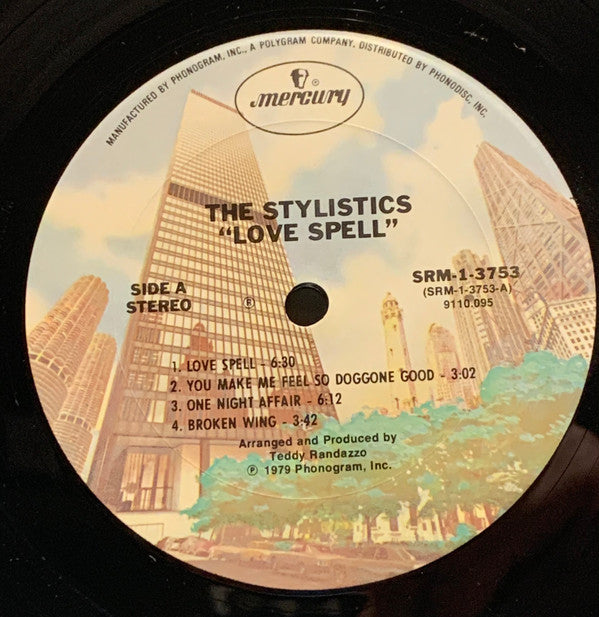 MANUFACTURED BY PHONOGRAM, INC., A POLYGRAM COMPANY, DISTRIBUTED BY PHONODISC, INC.
®
mercury
THE STYLISTICS
"LOVE SPELL"
SIDE A
STEREO
®
SRM-1-3753
(SRM-1-3753-A)
9110.095
1. LOVE SPELL - 6:30
2. YOU MAKE ME FEEL SO DOGGONE GOOD - 3:02
3. ONE NIGHT AFFAIR - 6:12
4. BROKEN WING - 3:42
Arranged and Produced by
Teddy Randazzo
℗ 1979 Phonogram, Inc.